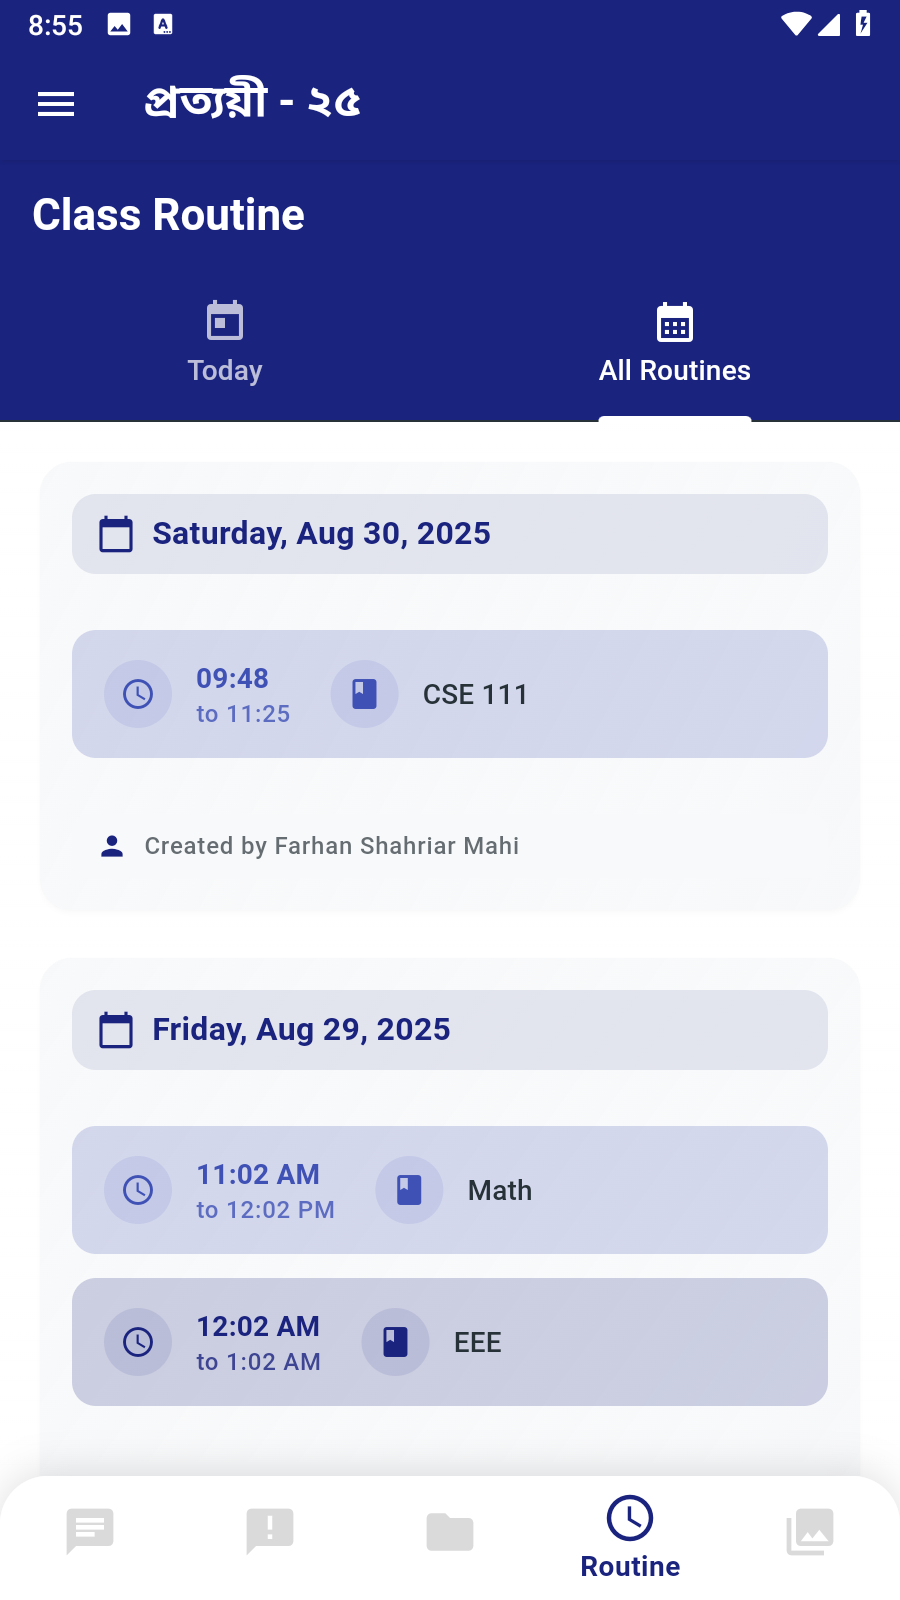 8:55
প্রত্যয়ী - ২৫
Class Routine
Today
All Routines
Saturday, Aug 30, 2025
09:48
to 11:25
CSE 111
Created by Farhan Shahriar Mahi
Friday, Aug 29, 2025
11:02 AM
to 12:02 PM
Math
12:02 AM
to 1:02 AM
EEE
Routine